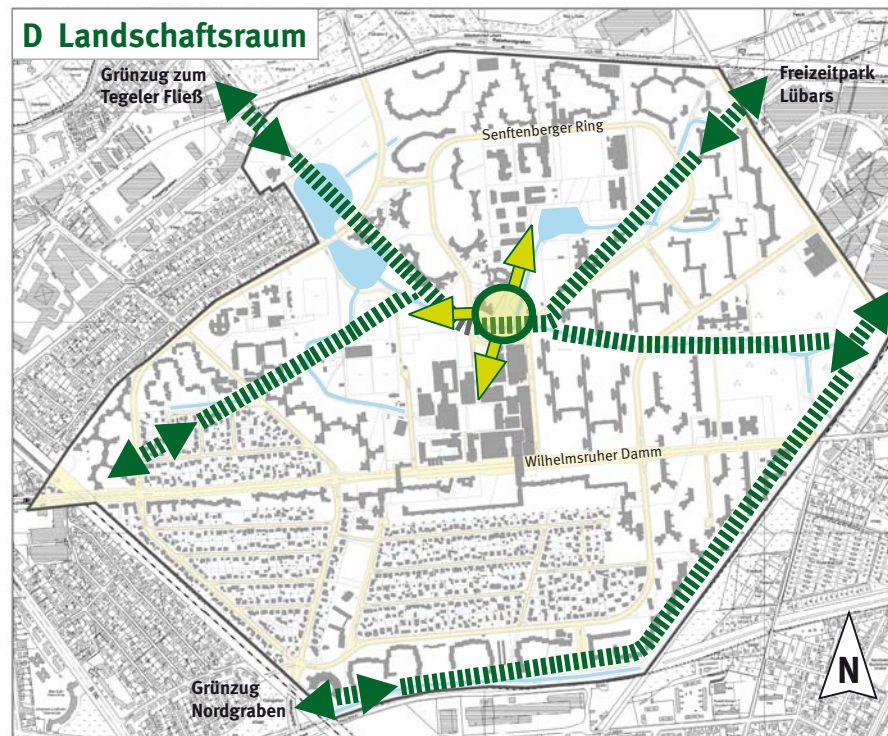 D Landschaftsraum
Grünzug zum
Tegeler Fließ
Freizeitpark
Lübars
Senftenberger Ring
Wilhelmsruher Damm
Grünzug
Nordgraben
N